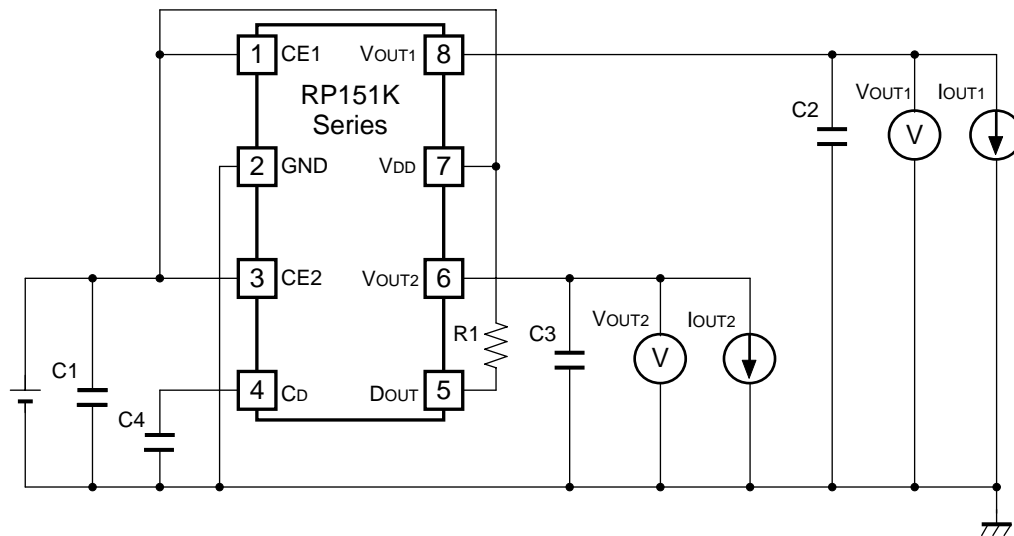 1 CE1 VOUT1 8
RP151K
Series
2 GND VDD 7
3 CE2 VOUT2 6
4 CD DOUT 5
C1
C4
R1
C3
VOUT2
V
IOUT2
C2
VOUT1
V
IOUT1